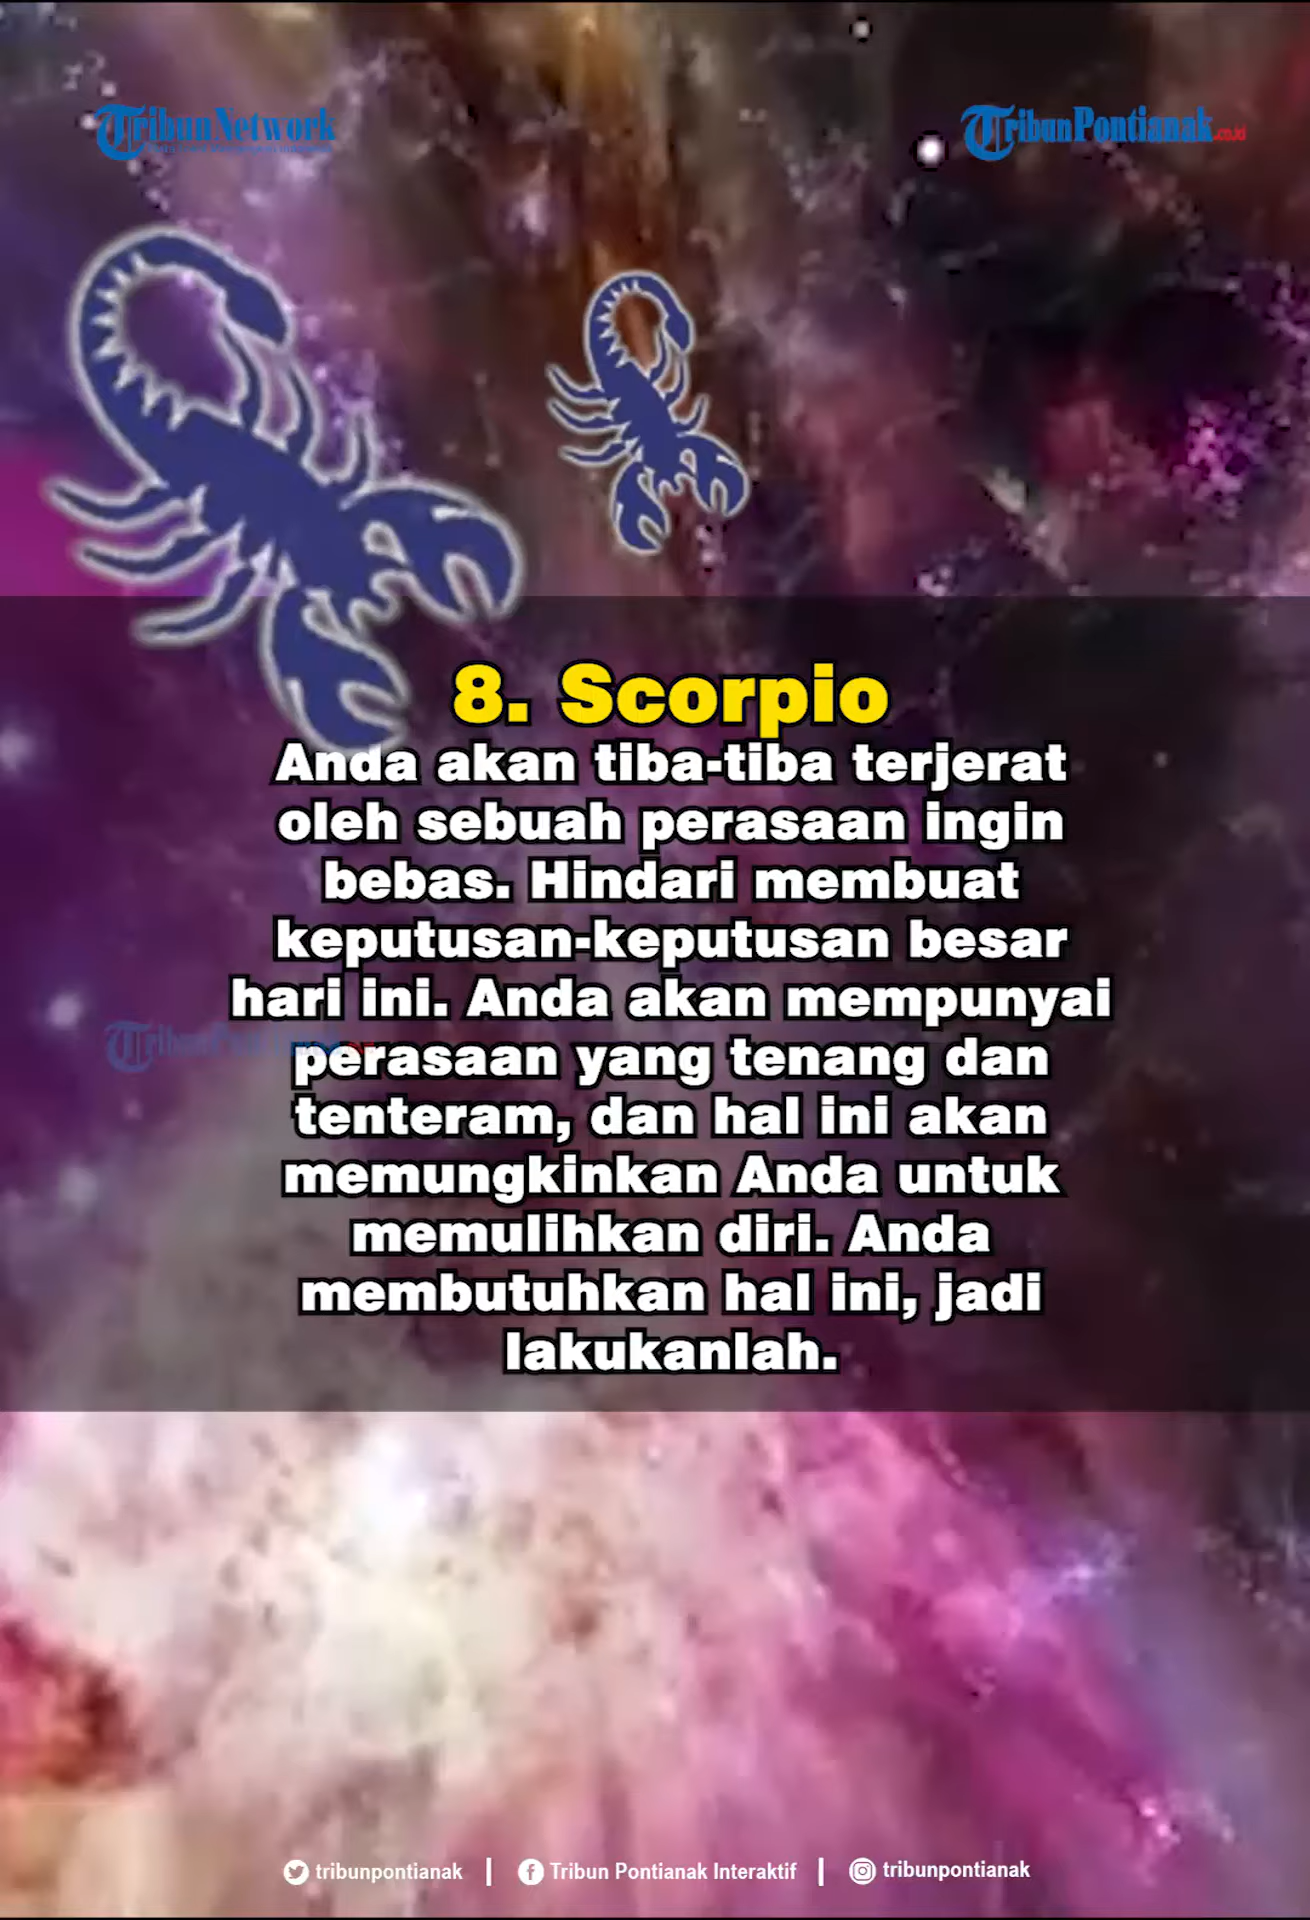 TribunNetwork
TribunPontianak.co.id
8. Scorpio
Anda akan tiba-tiba terjerat
oleh sebuah perasaan ingin
bebas. Hindari membuat
keputusan-keputusan besar
hari ini. Anda akan mempunyai
perasaan yang tenang dan
tenteram, dan hal ini akan
memungkinkan Anda untuk
memulihkan diri. Anda
membutuhkan hal ini, jadi
lakukanlah.
tribunpontianak | Tribun Pontianak Interaktif | tribunpontianak